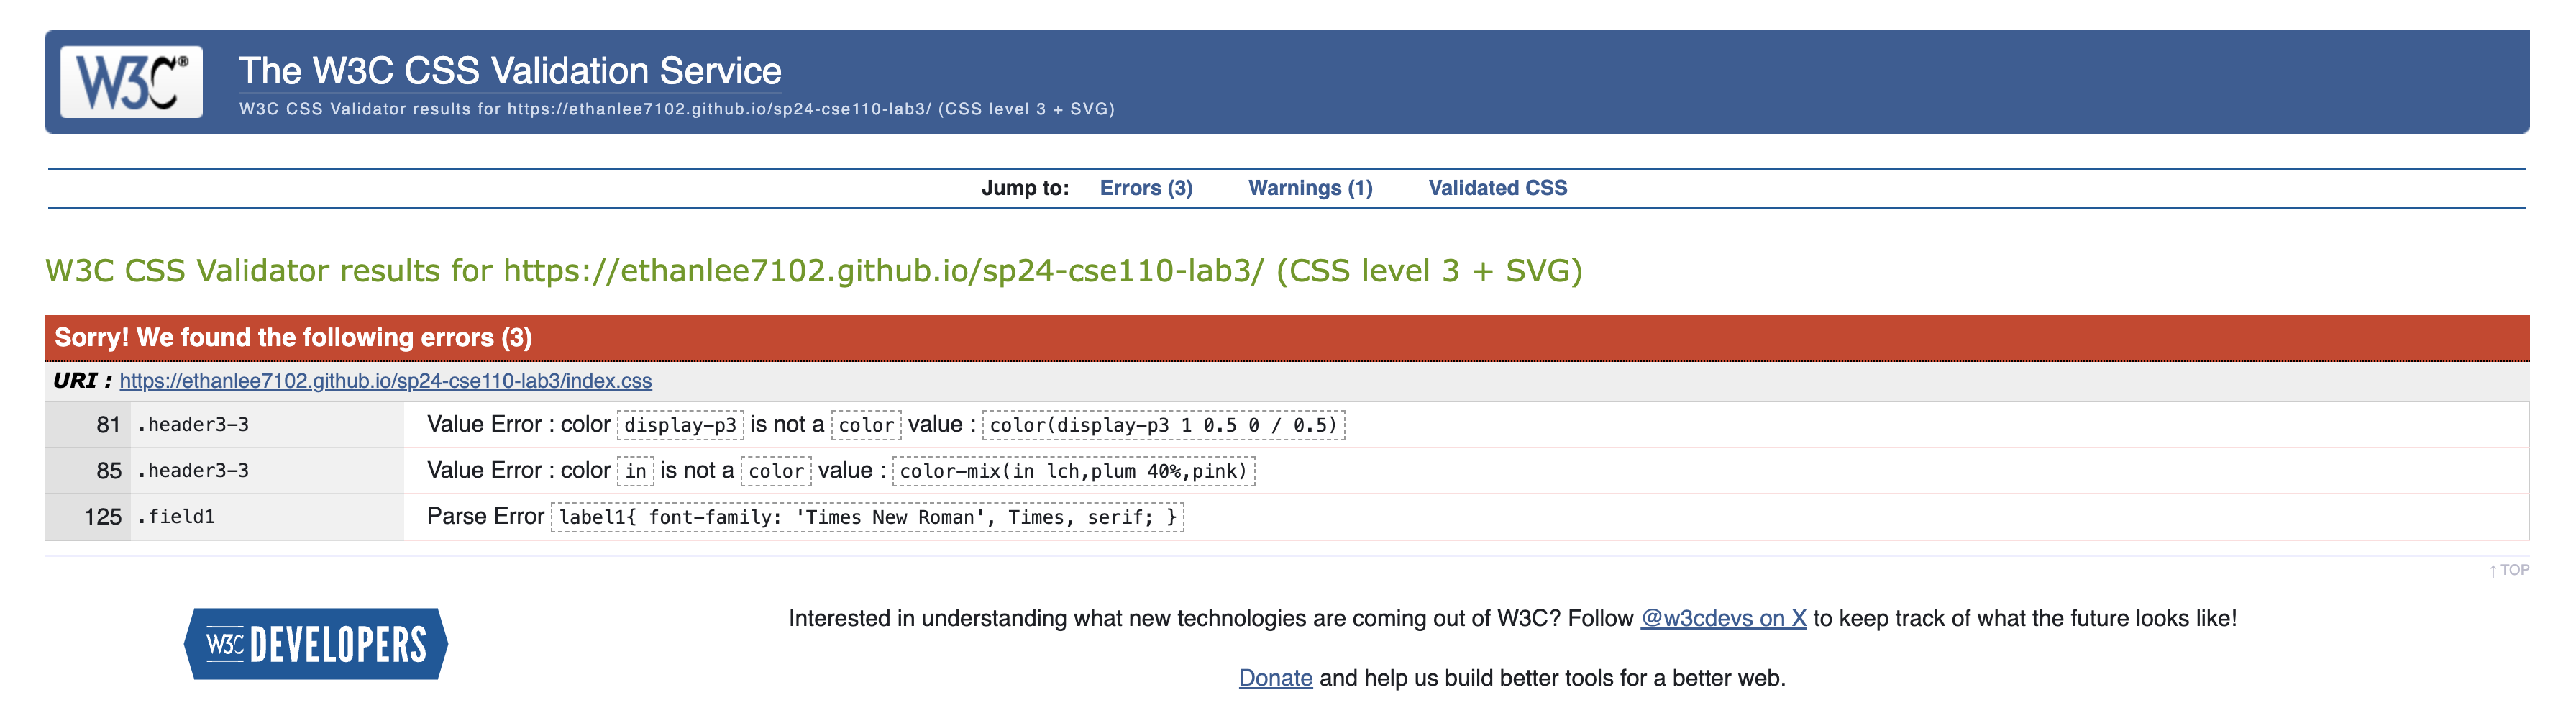 W3C®
The W3C CSS Validation Service
W3C CSS Validator results for https://ethanlee7102.github.io/sp24-cse110-lab3/ (CSS level 3 + SVG)
Jump to: Errors (3) Warnings (1) Validated CSS
W3C CSS Validator results for https://ethanlee7102.github.io/sp24-cse110-lab3/ (CSS level 3 + SVG)
Sorry! We found the following errors (3)
URI : https://ethanlee7102.github.io/sp24-cse110-lab3/index.css
81 .header3-3 Value Error : color display-p3 is not a color value : color(display-p3 1 0.5 0 / 0.5)
85 .header3-3 Value Error : color in is not a color value : color-mix(in lch,plum 40%,pink)
125 .field1 Parse Error label1{ font-family: 'Times New Roman', Times, serif; }
↑ TOP
W3C DEVELOPERS
Interested in understanding what new technologies are coming out of W3C? Follow @w3cdevs on X to keep track of what the future looks like!
Donate and help us build better tools for a better web.